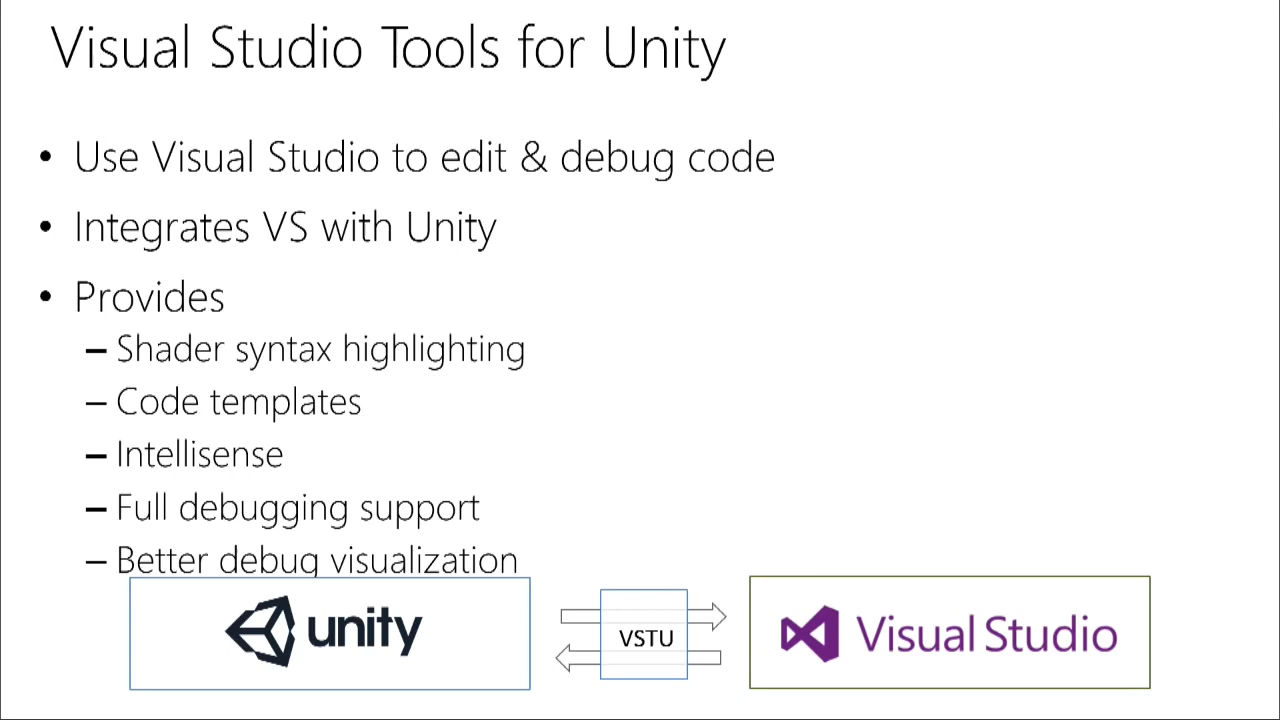 Visual Studio Tools for Unity
• Use Visual Studio to edit & debug code
• Integrates VS with Unity
• Provides
– Shader syntax highlighting
– Code templates
– Intellisense
– Full debugging support
– Better debug visualization
unity
VSTU
Visual Studio